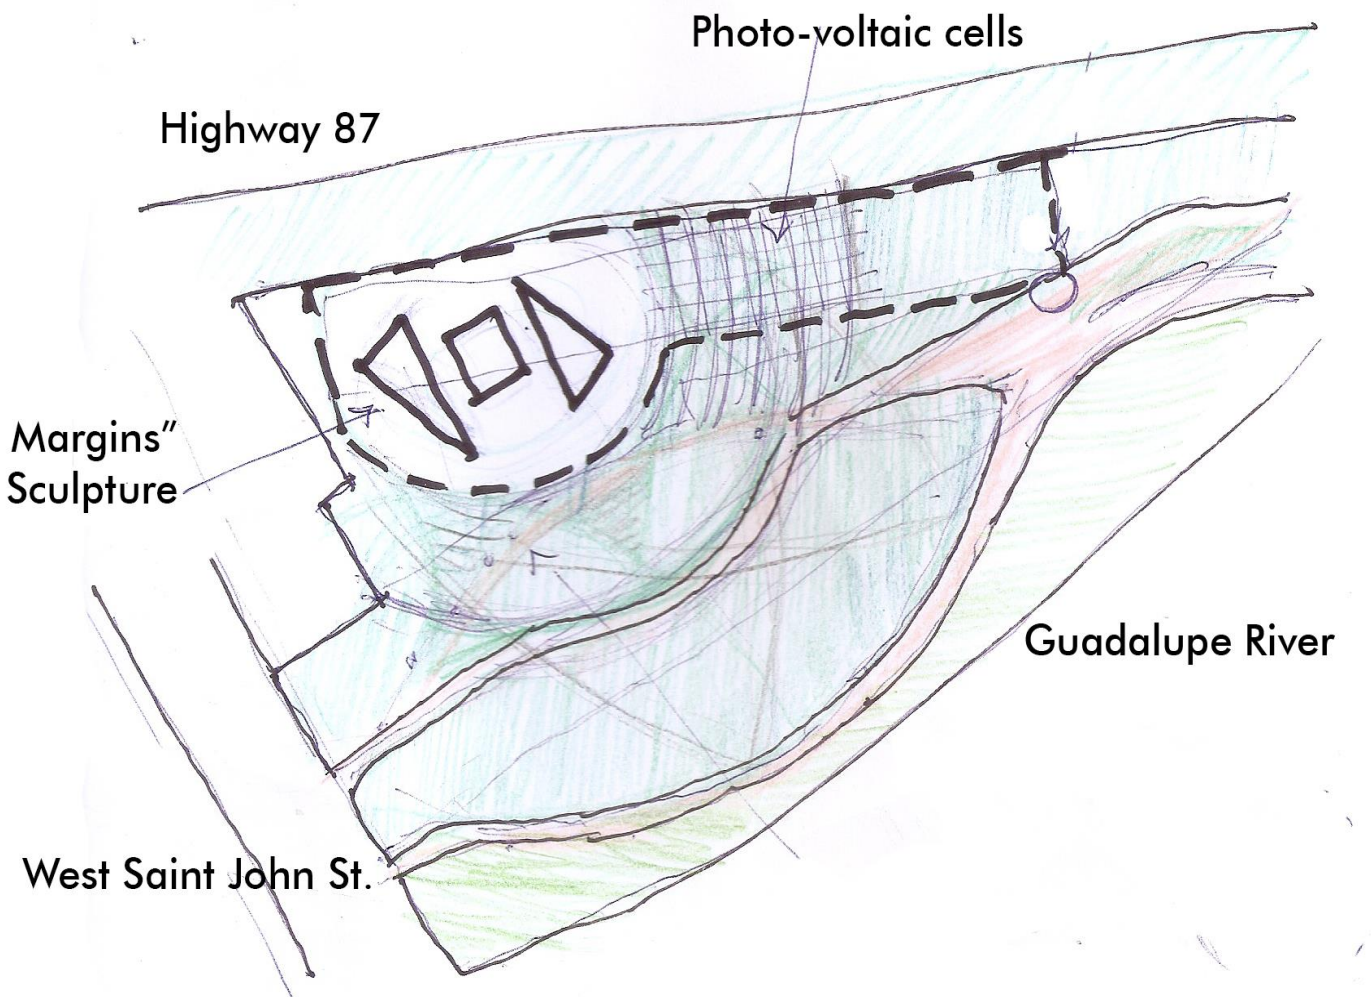 Photo-voltaic cells
Highway 87
Margins”
Sculpture
Guadalupe River
West Saint John St.